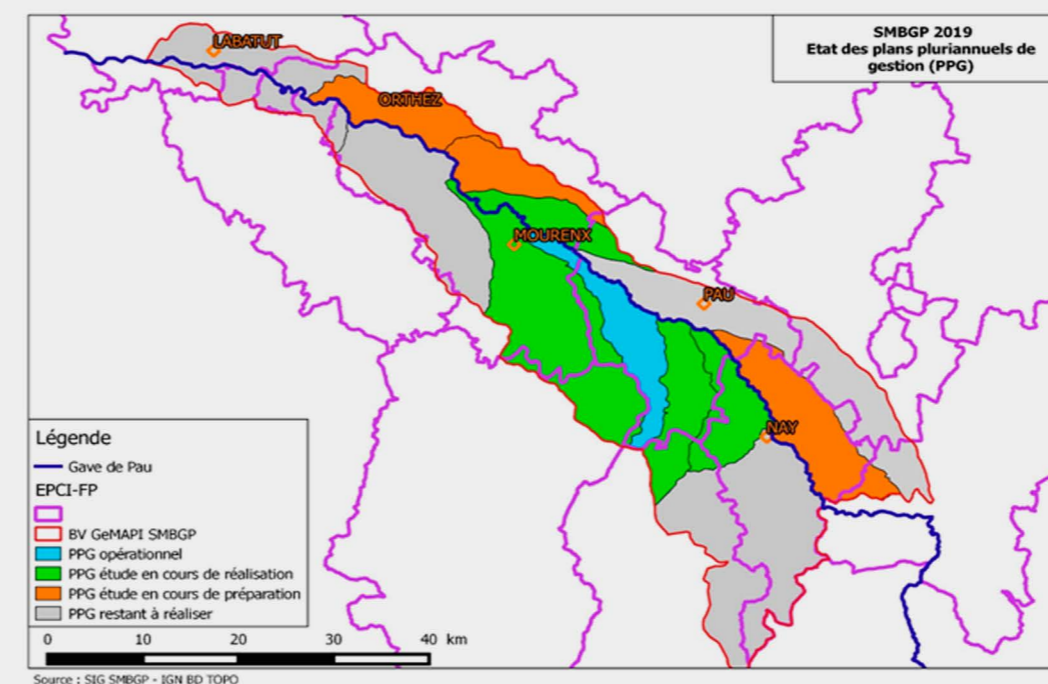 SMBGP 2019
Etat des plans pluriannuels de
gestion (PPG)
LABATUT
ORTHEZ
MOURENX
PAU
NAY
Légende
Gave de Pau
EPCI-FP
BV GeMAPI SMBGP
PPG opérationnel
PPG étude en cours de réalisation
PPG étude en cours de préparation
PPG restant à réaliser
0 10 20 30 40 km
Source : SIG SMBGP - IGN BD TOPO